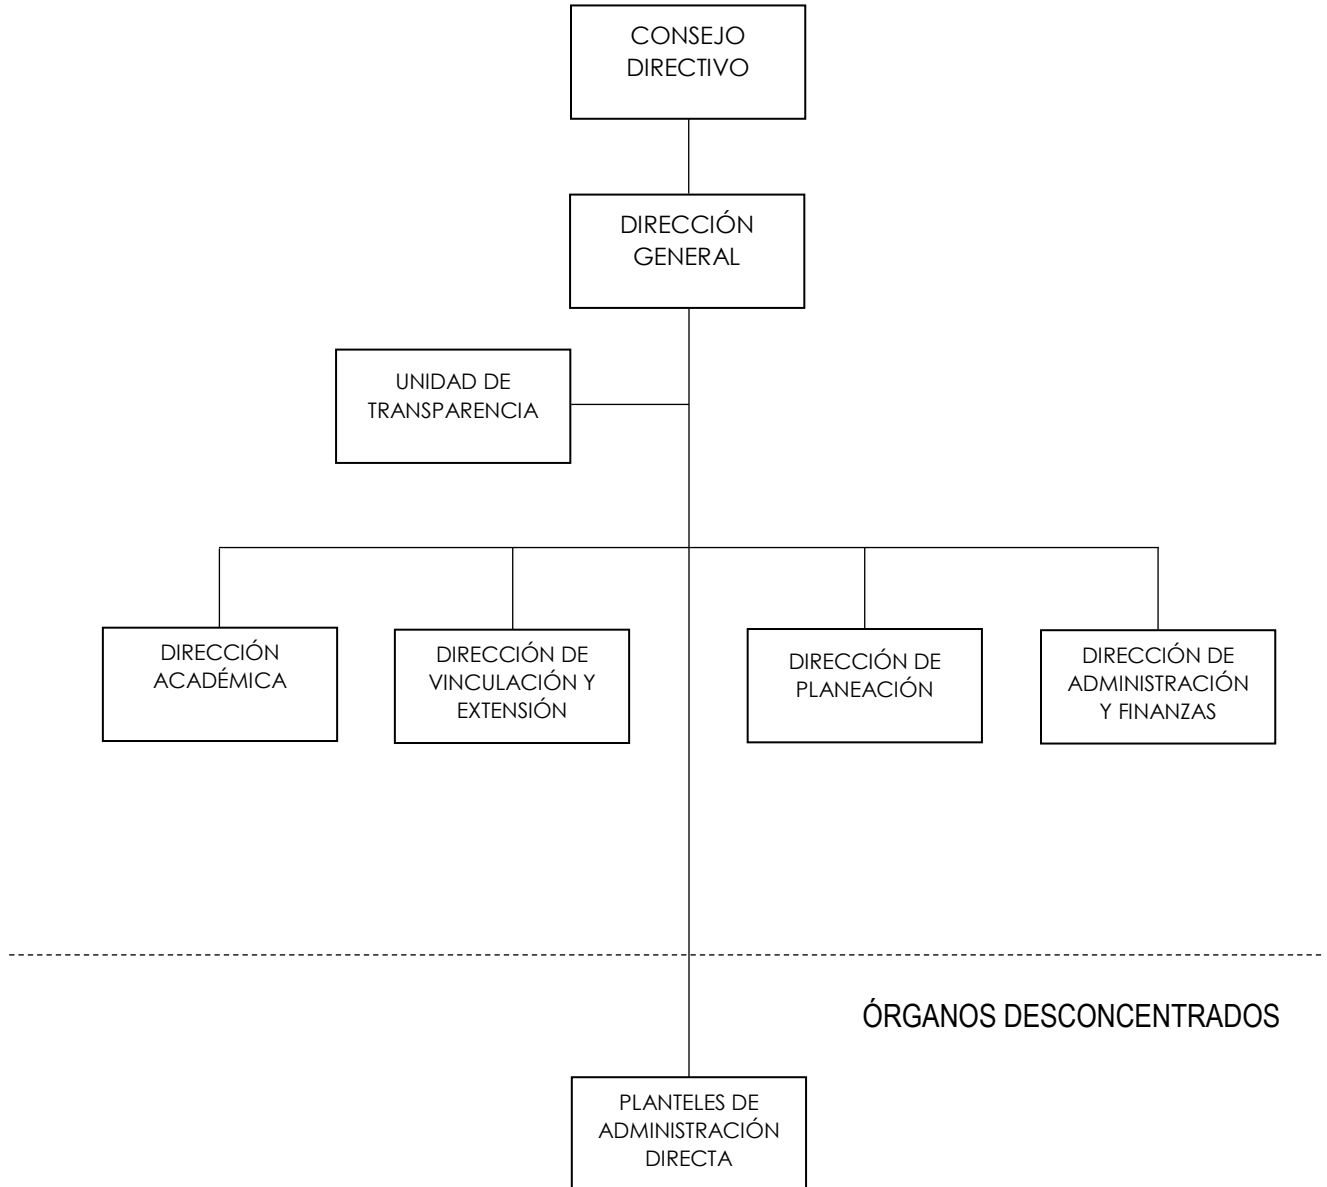 CONSEJO
DIRECTIVO
DIRECCIÓN
GENERAL
UNIDAD DE
TRANSPARENCIA
DIRECCIÓN
ACADÉMICA
DIRECCIÓN DE
VINCULACIÓN Y
EXTENSIÓN
DIRECCIÓN DE
PLANEACIÓN
DIRECCIÓN DE
ADMINISTRACIÓN
Y FINANZAS
ÓRGANOS DESCONCENTRADOS
PLANTELES DE
ADMINISTRACIÓN
DIRECTA